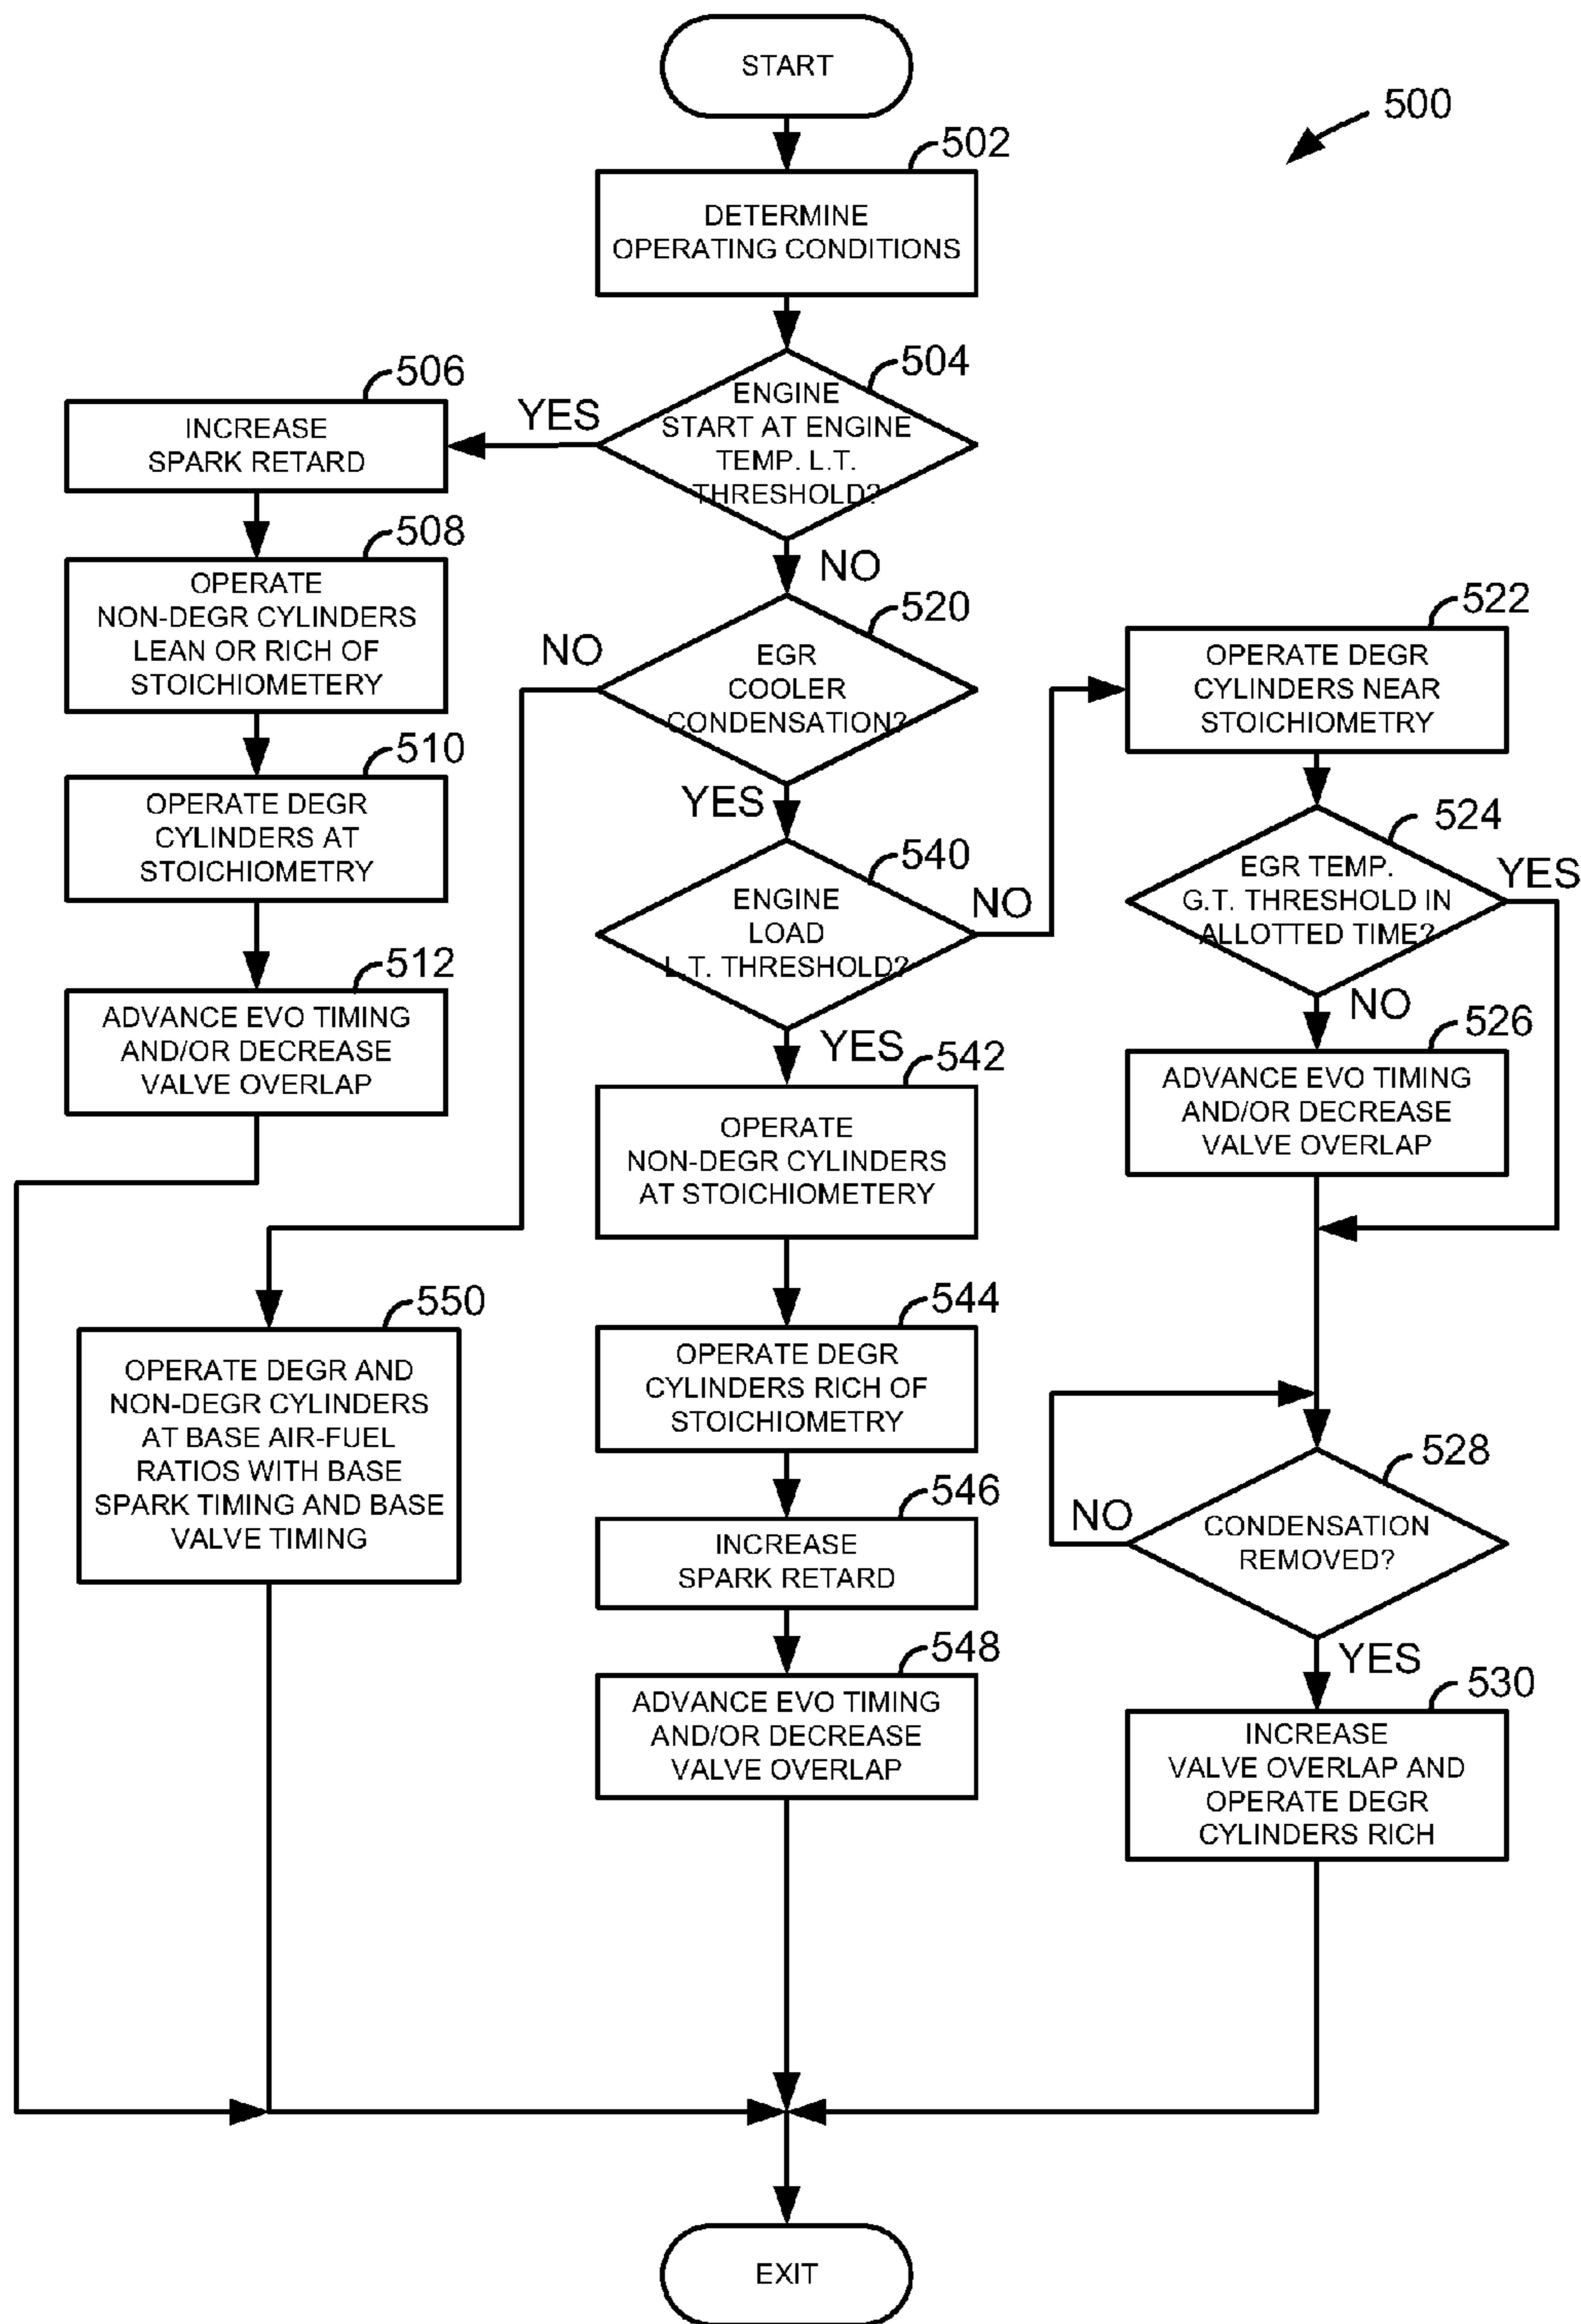 START
500
502
DETERMINE
OPERATING CONDITIONS
504
ENGINE
START AT ENGINE
TEMP. L.T.
THRESHOLD?
YES
NO
506
INCREASE
SPARK RETARD
508
OPERATE
NON-DEGR CYLINDERS
LEAN OR RICH OF
STOICHIOMETERY
510
OPERATE DEGR
CYLINDERS AT
STOICHIOMETRY
512
ADVANCE EVO TIMING
AND/OR DECREASE
VALVE OVERLAP
520
EGR
COOLER
CONDENSATION?
NO
YES
550
OPERATE DEGR AND
NON-DEGR CYLINDERS
AT BASE AIR-FUEL
RATIOS WITH BASE
SPARK TIMING AND BASE
VALVE TIMING
540
ENGINE
LOAD
L.T. THRESHOLD?
NO
YES
542
OPERATE
NON-DEGR CYLINDERS
AT STOICHIOMETERY
544
OPERATE DEGR
CYLINDERS RICH OF
STOICHIOMETRY
546
INCREASE
SPARK RETARD
548
ADVANCE EVO TIMING
AND/OR DECREASE
VALVE OVERLAP
522
OPERATE DEGR
CYLINDERS NEAR
STOICHIOMETRY
524
EGR TEMP.
G.T. THRESHOLD IN
ALLOTTED TIME?
YES
NO
526
ADVANCE EVO TIMING
AND/OR DECREASE
VALVE OVERLAP
528
CONDENSATION
REMOVED?
NO
YES
530
INCREASE
VALVE OVERLAP AND
OPERATE DEGR
CYLINDERS RICH
EXIT